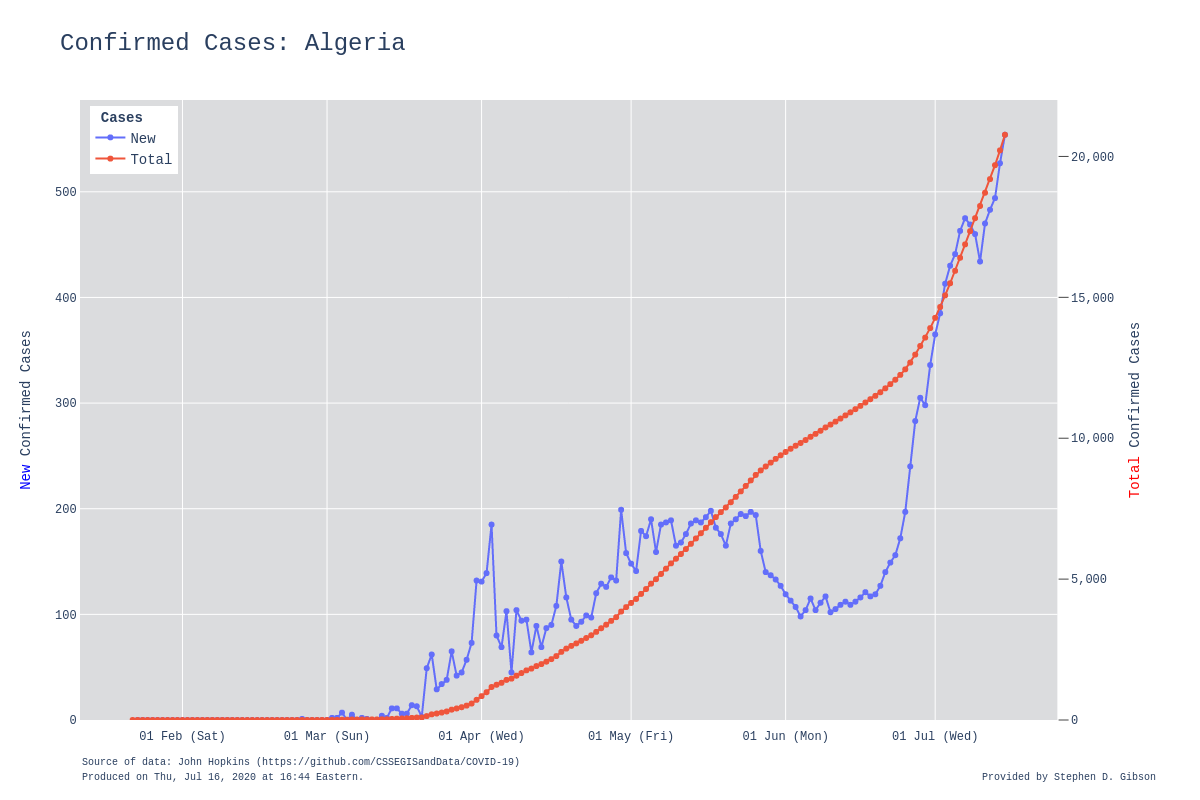 Confirmed Cases: Algeria
Cases
New
Total
500
400
300
200
100
0
20,000
15,000
10,000
5,000
0
New Confirmed Cases
Total Confirmed Cases
01 Feb (Sat)
01 Mar (Sun)
01 Apr (Wed)
01 May (Fri)
01 Jun (Mon)
01 Jul (Wed)
Source of data: John Hopkins (https://github.com/CSSEGISandData/COVID-19)
Produced on Thu, Jul 16, 2020 at 16:44 Eastern.
Provided by Stephen D. Gibson